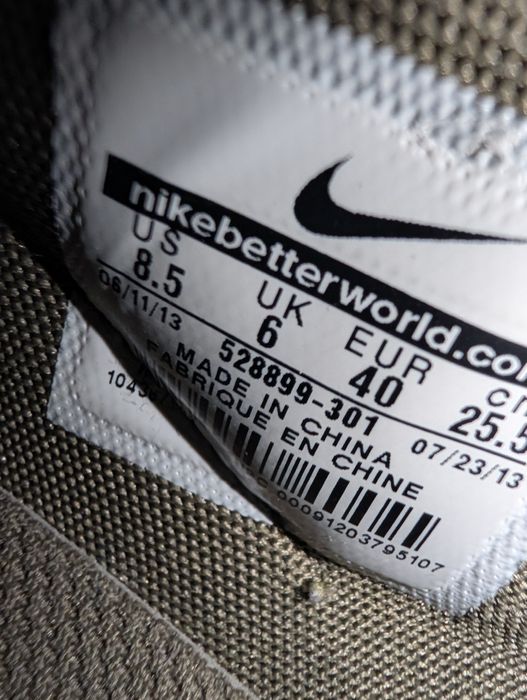 nikebetterworld.co
US UK EUR
8.5 6 40 25.5
06/11/13 528899-301 07/23/13
MADE IN CHINA
FABRIQUE EN CHINE
00091203795107